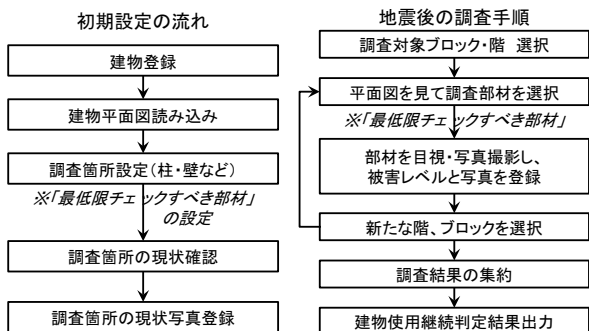 初期設定の流れ
建物登録
建物平面図読み込み
調査箇所設定(柱・壁など)
※「最低限チェックすべき部材」
の設定
調査箇所の現状確認
調査箇所の現状写真登録
地震後の調査手順
調査対象ブロック・階 選択
平面図を見て調査部材を選択
※「最低限チェックすべき部材」
部材を目視・写真撮影し、
被害レベルと写真を登録
新たな階、ブロックを選択
調査結果の集約
建物使用継続判定結果出力